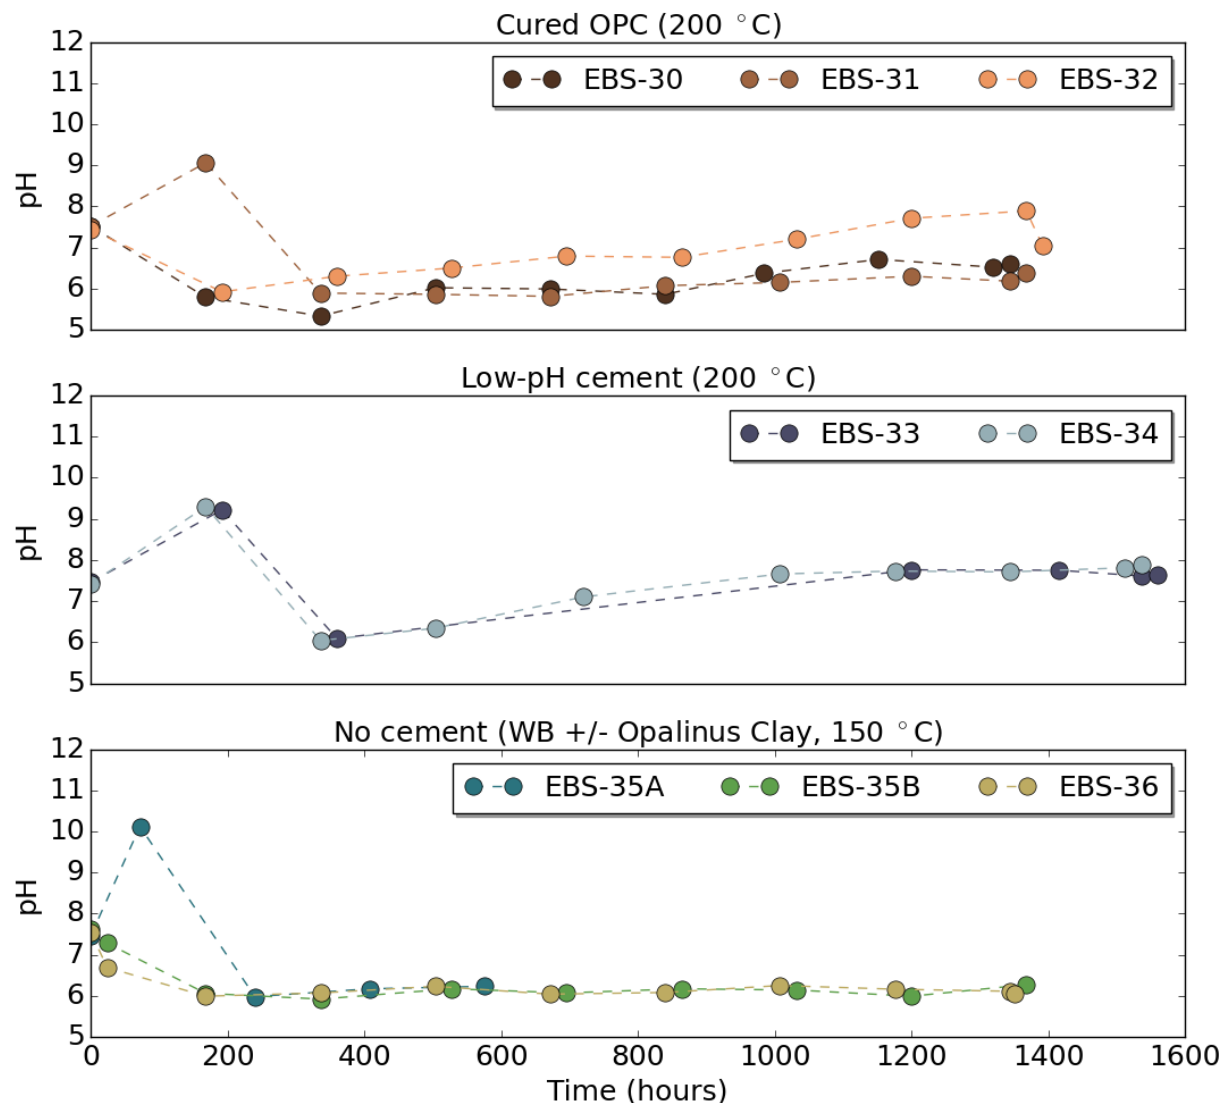 Cured OPC (200 °C)
12
11
10
9
8
7
6
5
pH
EBS-30 EBS-31 EBS-32
Low-pH cement (200 °C)
12
11
10
9
8
7
6
5
pH
EBS-33 EBS-34
No cement (WB +/- Opalinus Clay, 150 °C)
12
11
10
9
8
7
6
5
pH
EBS-35A EBS-35B EBS-36
0 200 400 600 800 1000 1200 1400 1600
Time (hours)